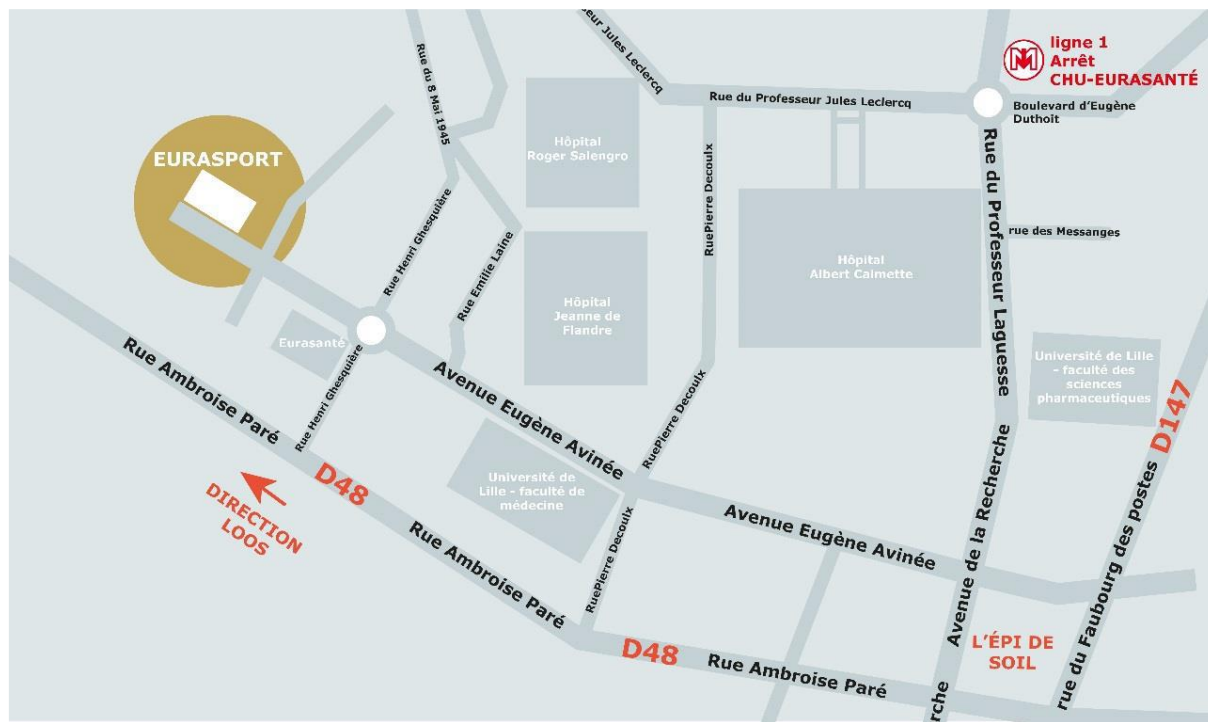 seur Jules Leclercq
ligne 1
Arrêt
CHU-EURASANTÉ
Rue du Professeur Jules Leclercq
Boulevard d'Eugène
Duthoit
Rue du 8 Mai 1945
Hôpital
Roger Salengro
EURASPORT
RuePierre Decoulx
Rue du Professeur Laguesse
rue des Messanges
Rue Henri Ghesquière
Rue Emilie Laine
Hôpital
Albert Calmette
Hôpital
Jeanne de
Flandre
Eurasanté
Rue Ambroise Paré
Rue Henri Ghesquière
Avenue Eugène Avinée
RuePierre Decoulx
Université de Lille
- faculté des
sciences
pharmaceutiques
D147
D48
DIRECTION
LOOS
Université de
Lille - faculté de
médecine
Avenue Eugène Avinée
Avenue de la Recherche
rue du Faubourg des postes
Rue Ambroise Paré
RuePierre Decoulx
D48
Rue Ambroise Paré
L'ÉPI DE
SOIL
rche